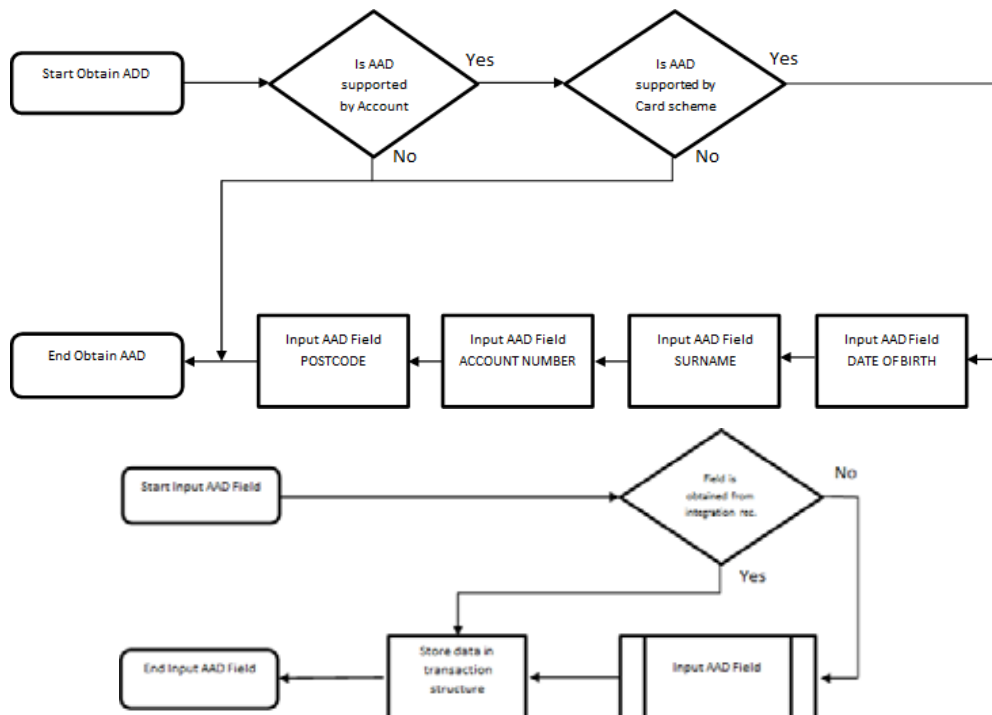 Start Obtain ADD
Is AAD
supported
by Account
Yes
No
Is AAD
supported by
Card scheme
Yes
No
End Obtain AAD
Input AAD Field
POSTCODE
Input AAD Field
ACCOUNT NUMBER
Input AAD Field
SURNAME
Input AAD Field
DATE OF BIRTH
Start Input AAD Field
Field is
obtained from
integration rec.
No
Yes
End Input AAD Field
Store data in
transaction
structure
Input AAD Field